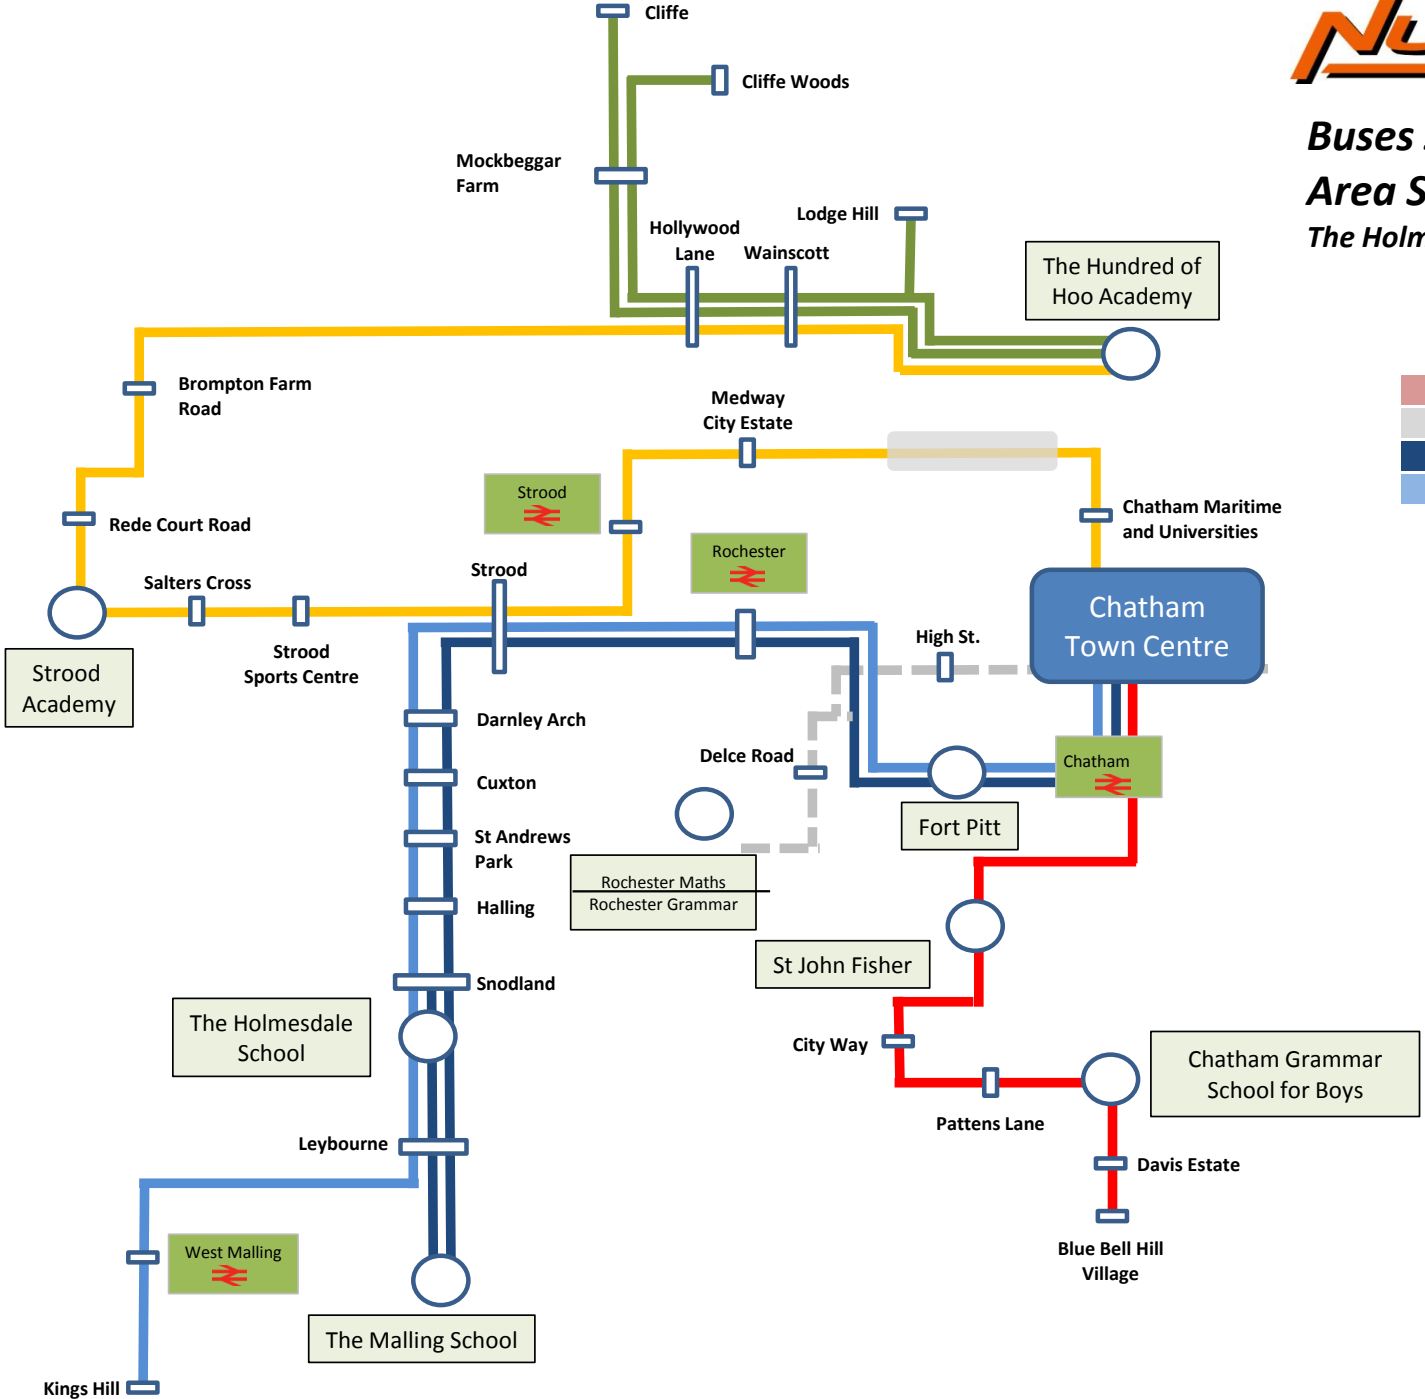 Cliffe
Cliffe Woods
Buses
Area S
The Holm
Mockbeggar
Farm
Lodge Hill
Hollywood
Lane
Wainscott
The Hundred of
Hoo Academy
Brompton Farm
Road
Medway
City Estate
Strood
Rede Court Road
Chatham Maritime
and Universities
Rochester
Salters Cross
Strood
Chatham
Town Centre
High St.
Strood
Sports Centre
Strood
Academy
Darnley Arch
Delce Road
Chatham
Cuxton
Fort Pitt
St Andrews
Park
Rochester Maths
Rochester Grammar
Halling
St John Fisher
Snodland
The Holmesdale
School
City Way
Chatham Grammar
School for Boys
Pattens Lane
Leybourne
Davis Estate
West Malling
Blue Bell Hill
Village
The Malling School
Kings Hill